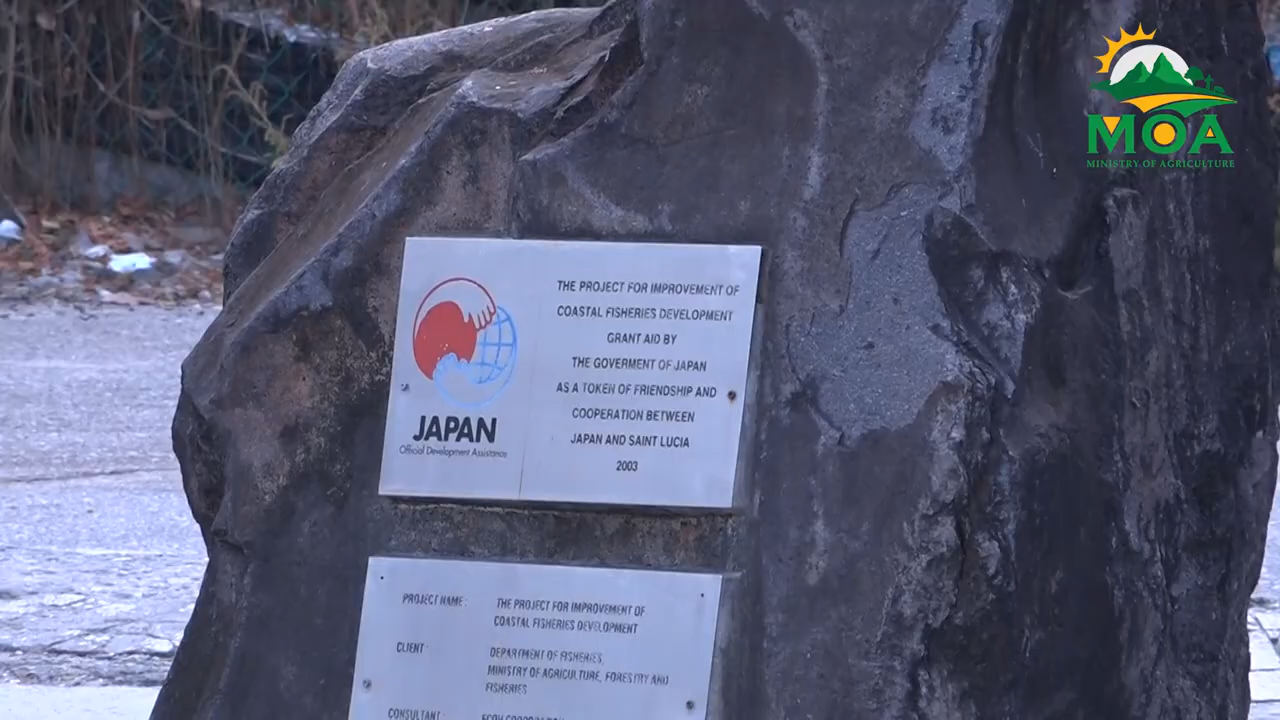 MOA
MINISTRY OF AGRICULTURE
THE PROJECT FOR IMPROVEMENT OF
COASTAL FISHERIES DEVELOPMENT
GRANT AID BY
THE GOVERMENT OF JAPAN
AS A TOKEN OF FRIENDSHIP AND
COOPERATION BETWEEN
JAPAN AND SAINT LUCIA
2003
JAPAN
Official Development Assistance
PROJECT NAME : THE PROJECT FOR IMPROVEMENT OF
COASTAL FISHERIES DEVELOPMENT
CLIENT : DEPARTMENT OF FISHERIES,
MINISTRY OF AGRICULTURE, FORESTRY AND
FISHERIES
CONSULTANT :